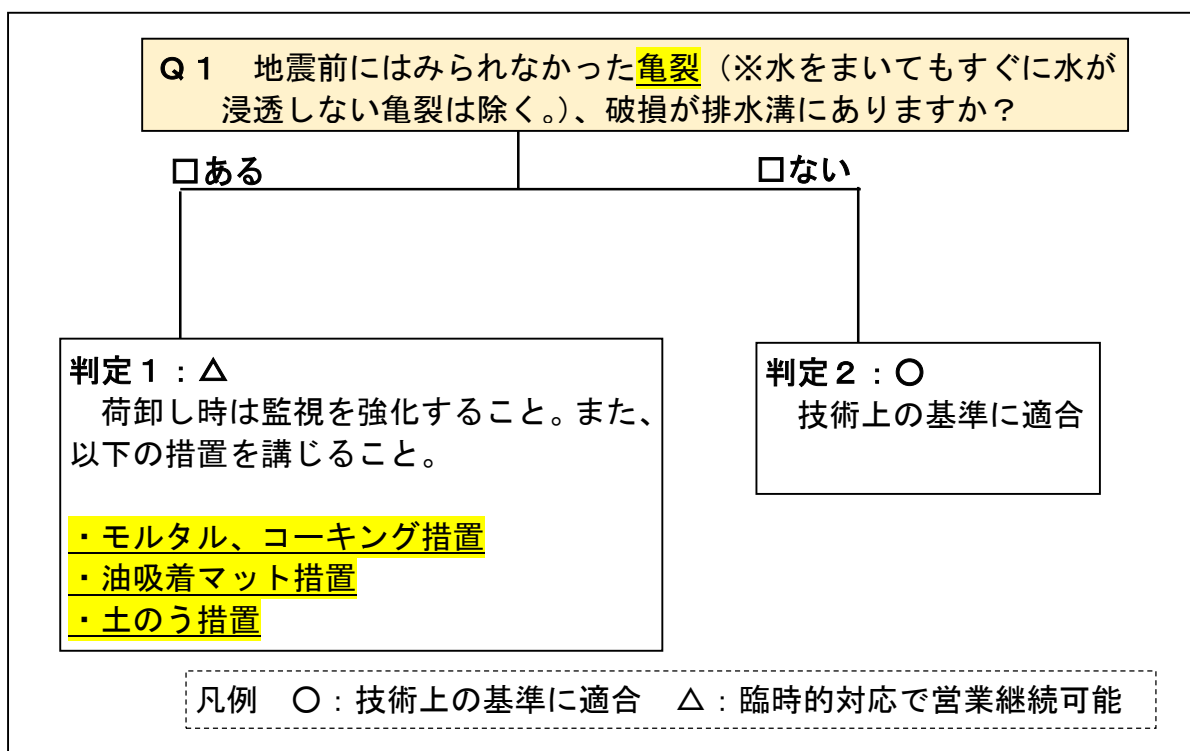 Q1　地震前にはみられなかった亀裂（※水をまいてもすぐに水が
浸透しない亀裂は除く。）、破損が排水溝にありますか？
□ある
□ない
判定1：△
荷卸し時は監視を強化すること。また、
以下の措置を講じること。
・モルタル、コーキング措置
・油吸着マット措置
・土のう措置
判定2：○
技術上の基準に適合
凡例　○：技術上の基準に適合　△：臨時的対応で営業継続可能